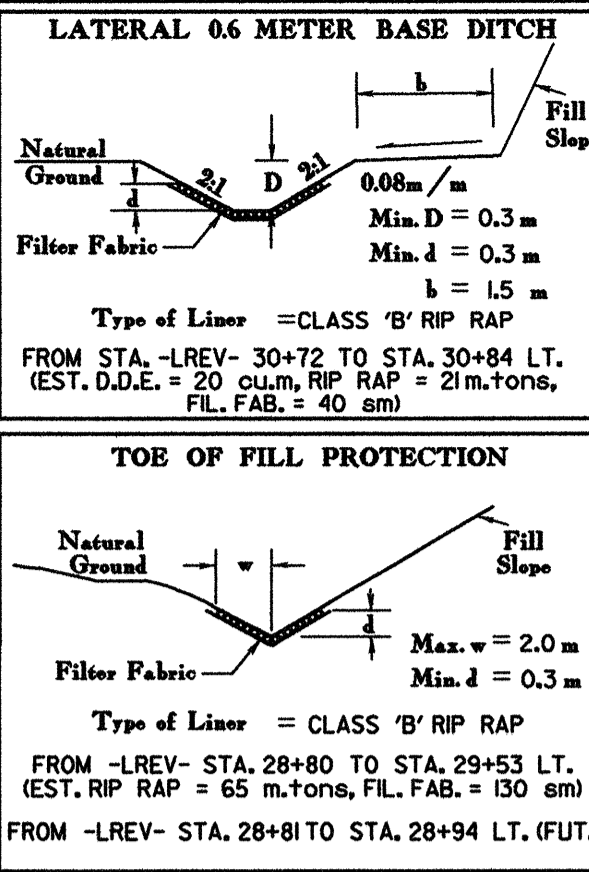 LATERAL 0.6 METER BASE DITCH
b
Fill
Slop
Natural
Ground
2:1
2:1
D
d
0.08m / m
Filter Fabric
Min. D = 0.3 m
Min. d = 0.3 m
b = 1.5 m
Type of Liner =CLASS 'B' RIP RAP
FROM STA. -LREV- 30+72 TO STA. 30+84 LT.
(EST. D.D.E. = 20 cu.m, RIP RAP = 21m.tons,
FIL. FAB. = 40 sm)
TOE OF FILL PROTECTION
Natural
Ground
w
Fill
Slope
d
Filter Fabric
Max. w = 2.0 m
Min. d = 0.3 m
Type of Liner = CLASS 'B' RIP RAP
FROM -LREV- STA. 28+80 TO STA. 29+53 LT.
(EST. RIP RAP = 65 m.tons, FIL. FAB. = 130 sm)
FROM -LREV- STA. 28+81 TO STA. 28+94 LT. (FUT.